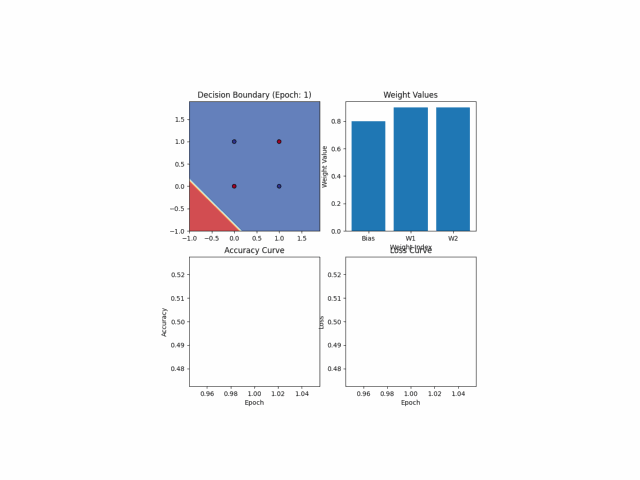 Decision Boundary (Epoch: 1)
1.5
1.0
0.5
0.0
−0.5
−1.0
−1.0 −0.5 0.0 0.5 1.0 1.5
Weight Values
Weight Value
0.8
0.6
0.4
0.2
0.0
Bias W1 W2
Weight Index
Accuracy Curve
Accuracy
0.52
0.51
0.50
0.49
0.48
0.96 0.98 1.00 1.02 1.04
Epoch
Loss Curve
Loss
0.52
0.51
0.50
0.49
0.48
0.96 0.98 1.00 1.02 1.04
Epoch